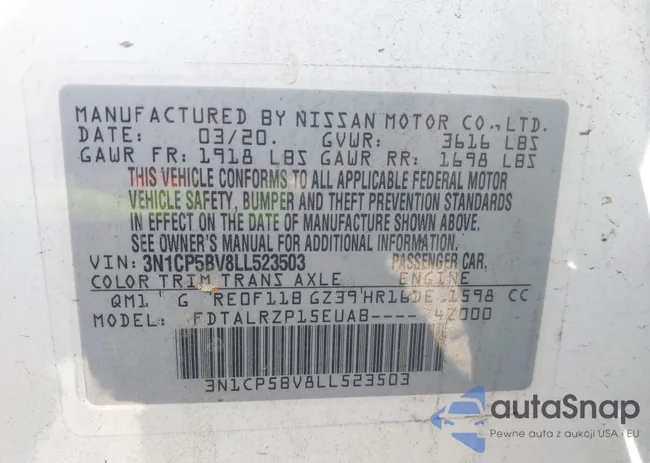 MANUFACTURED BY NISSAN MOTOR CO., LTD.
DATE: 03/20. GVWR: 3616 LBS
GAWR FR: 1918 LBS GAWR RR: 1698 LBS
THIS VEHICLE CONFORMS TO ALL APPLICABLE FEDERAL MOTOR
VEHICLE SAFETY, BUMPER AND THEFT PREVENTION STANDARDS
IN EFFECT ON THE DATE OF MANUFACTURE SHOWN ABOVE.
SEE OWNER'S MANUAL FOR ADDITIONAL INFORMATION.
VIN: 3N1CP5BV8LL523503 PASSENGER CAR.
COLOR TRIM TRANS AXLE ENGINE
QM1 G RE0F11B GZ39 HR16DE 1598 CC
MODEL: FDTALRZP15EUAB---- 4Z000
3N1CP5BV8LL523503
autoSnap
Pewne auta z aukcji USA i EU